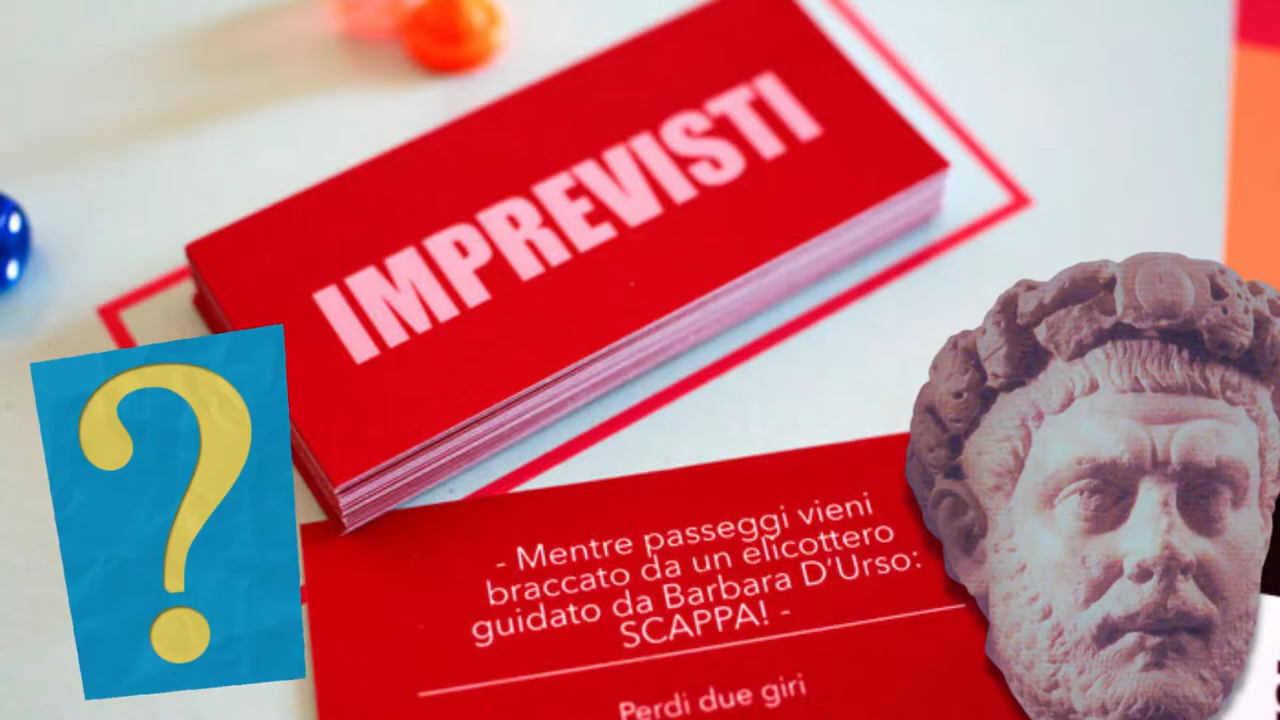 IMPREVISTI
?
- Mentre passeggi vieni
braccato da un elicottero
guidato da Barbara D'Urso:
SCAPPA! -
Perdi due giri